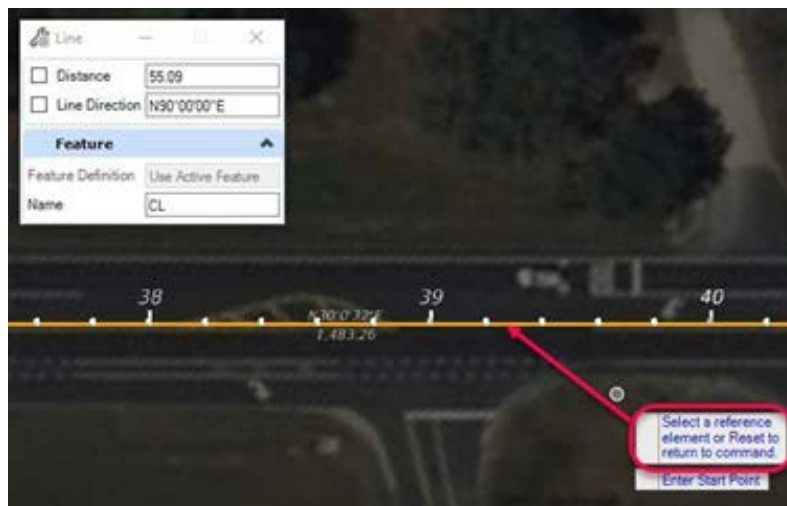 Line
Distance
55.09
Line Direction
N90°00'00"E
Feature
Feature Definition
Use Active Feature
Name
CL
38
39
40
1,483.26
Select a reference
element or Reset to
return to command.
Enter Start Point